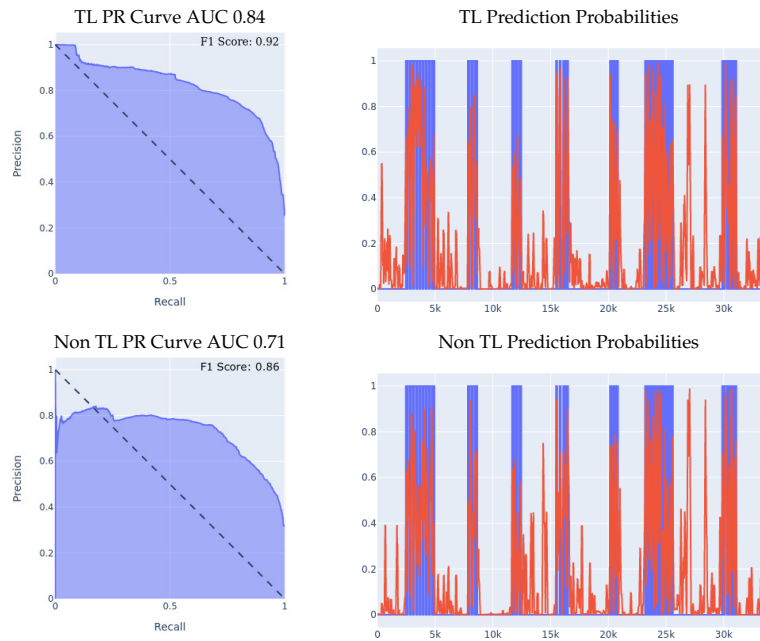 TL PR Curve AUC 0.84
F1 Score: 0.92
1
0.8
0.6
0.4
0.2
0
Precision
0
0.5
1
Recall
TL Prediction Probabilities
1
0.8
0.6
0.4
0.2
0
0
5k
10k
15k
20k
25k
30k
Non TL PR Curve AUC 0.71
F1 Score: 0.86
1
0.8
0.6
0.4
0.2
0
Precision
0
0.5
1
Recall
Non TL Prediction Probabilities
1
0.8
0.6
0.4
0.2
0
0
5k
10k
15k
20k
25k
30k